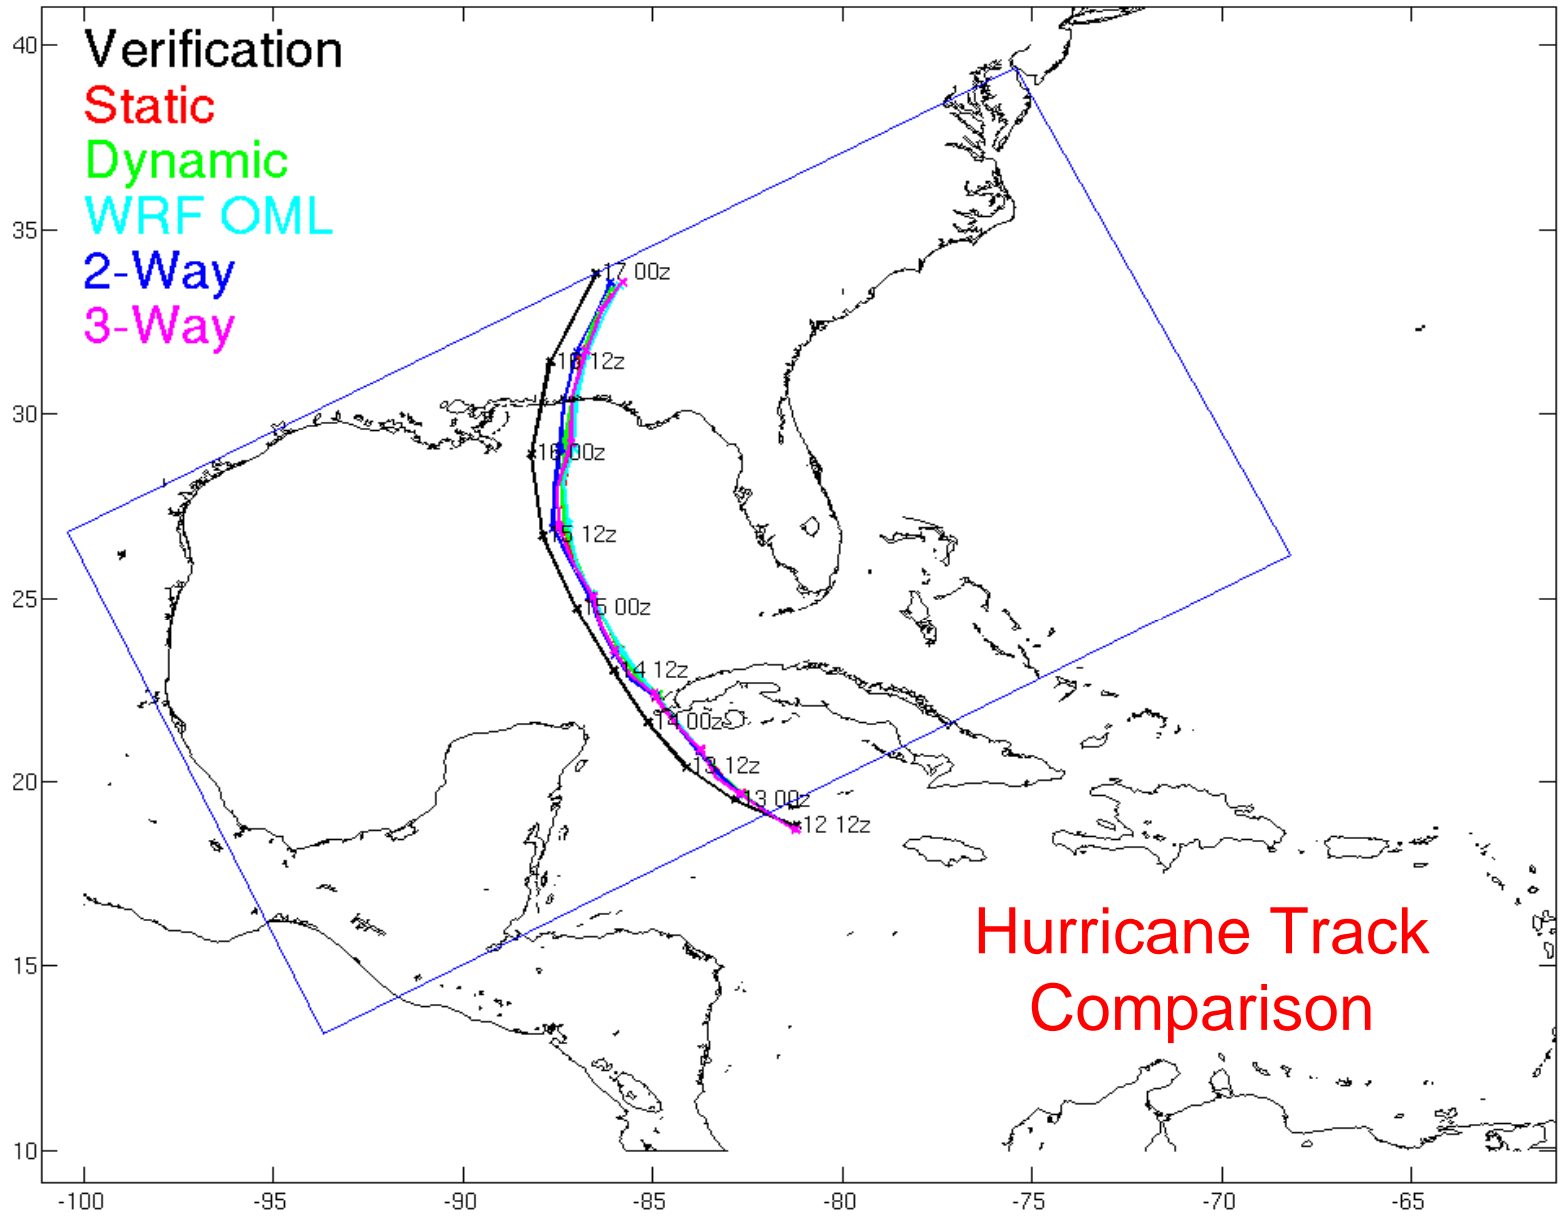 40
35
30
25
20
15
10
Verification
Static
Dynamic
WRF OML
2-Way
3-Way
17 00z
16 12z
16 00z
15 12z
15 00z
14 12z
14 00z
13 12z
13 00z
12 12z
Hurricane Track
Comparison
-100
-95
-90
-85
-80
-75
-70
-65